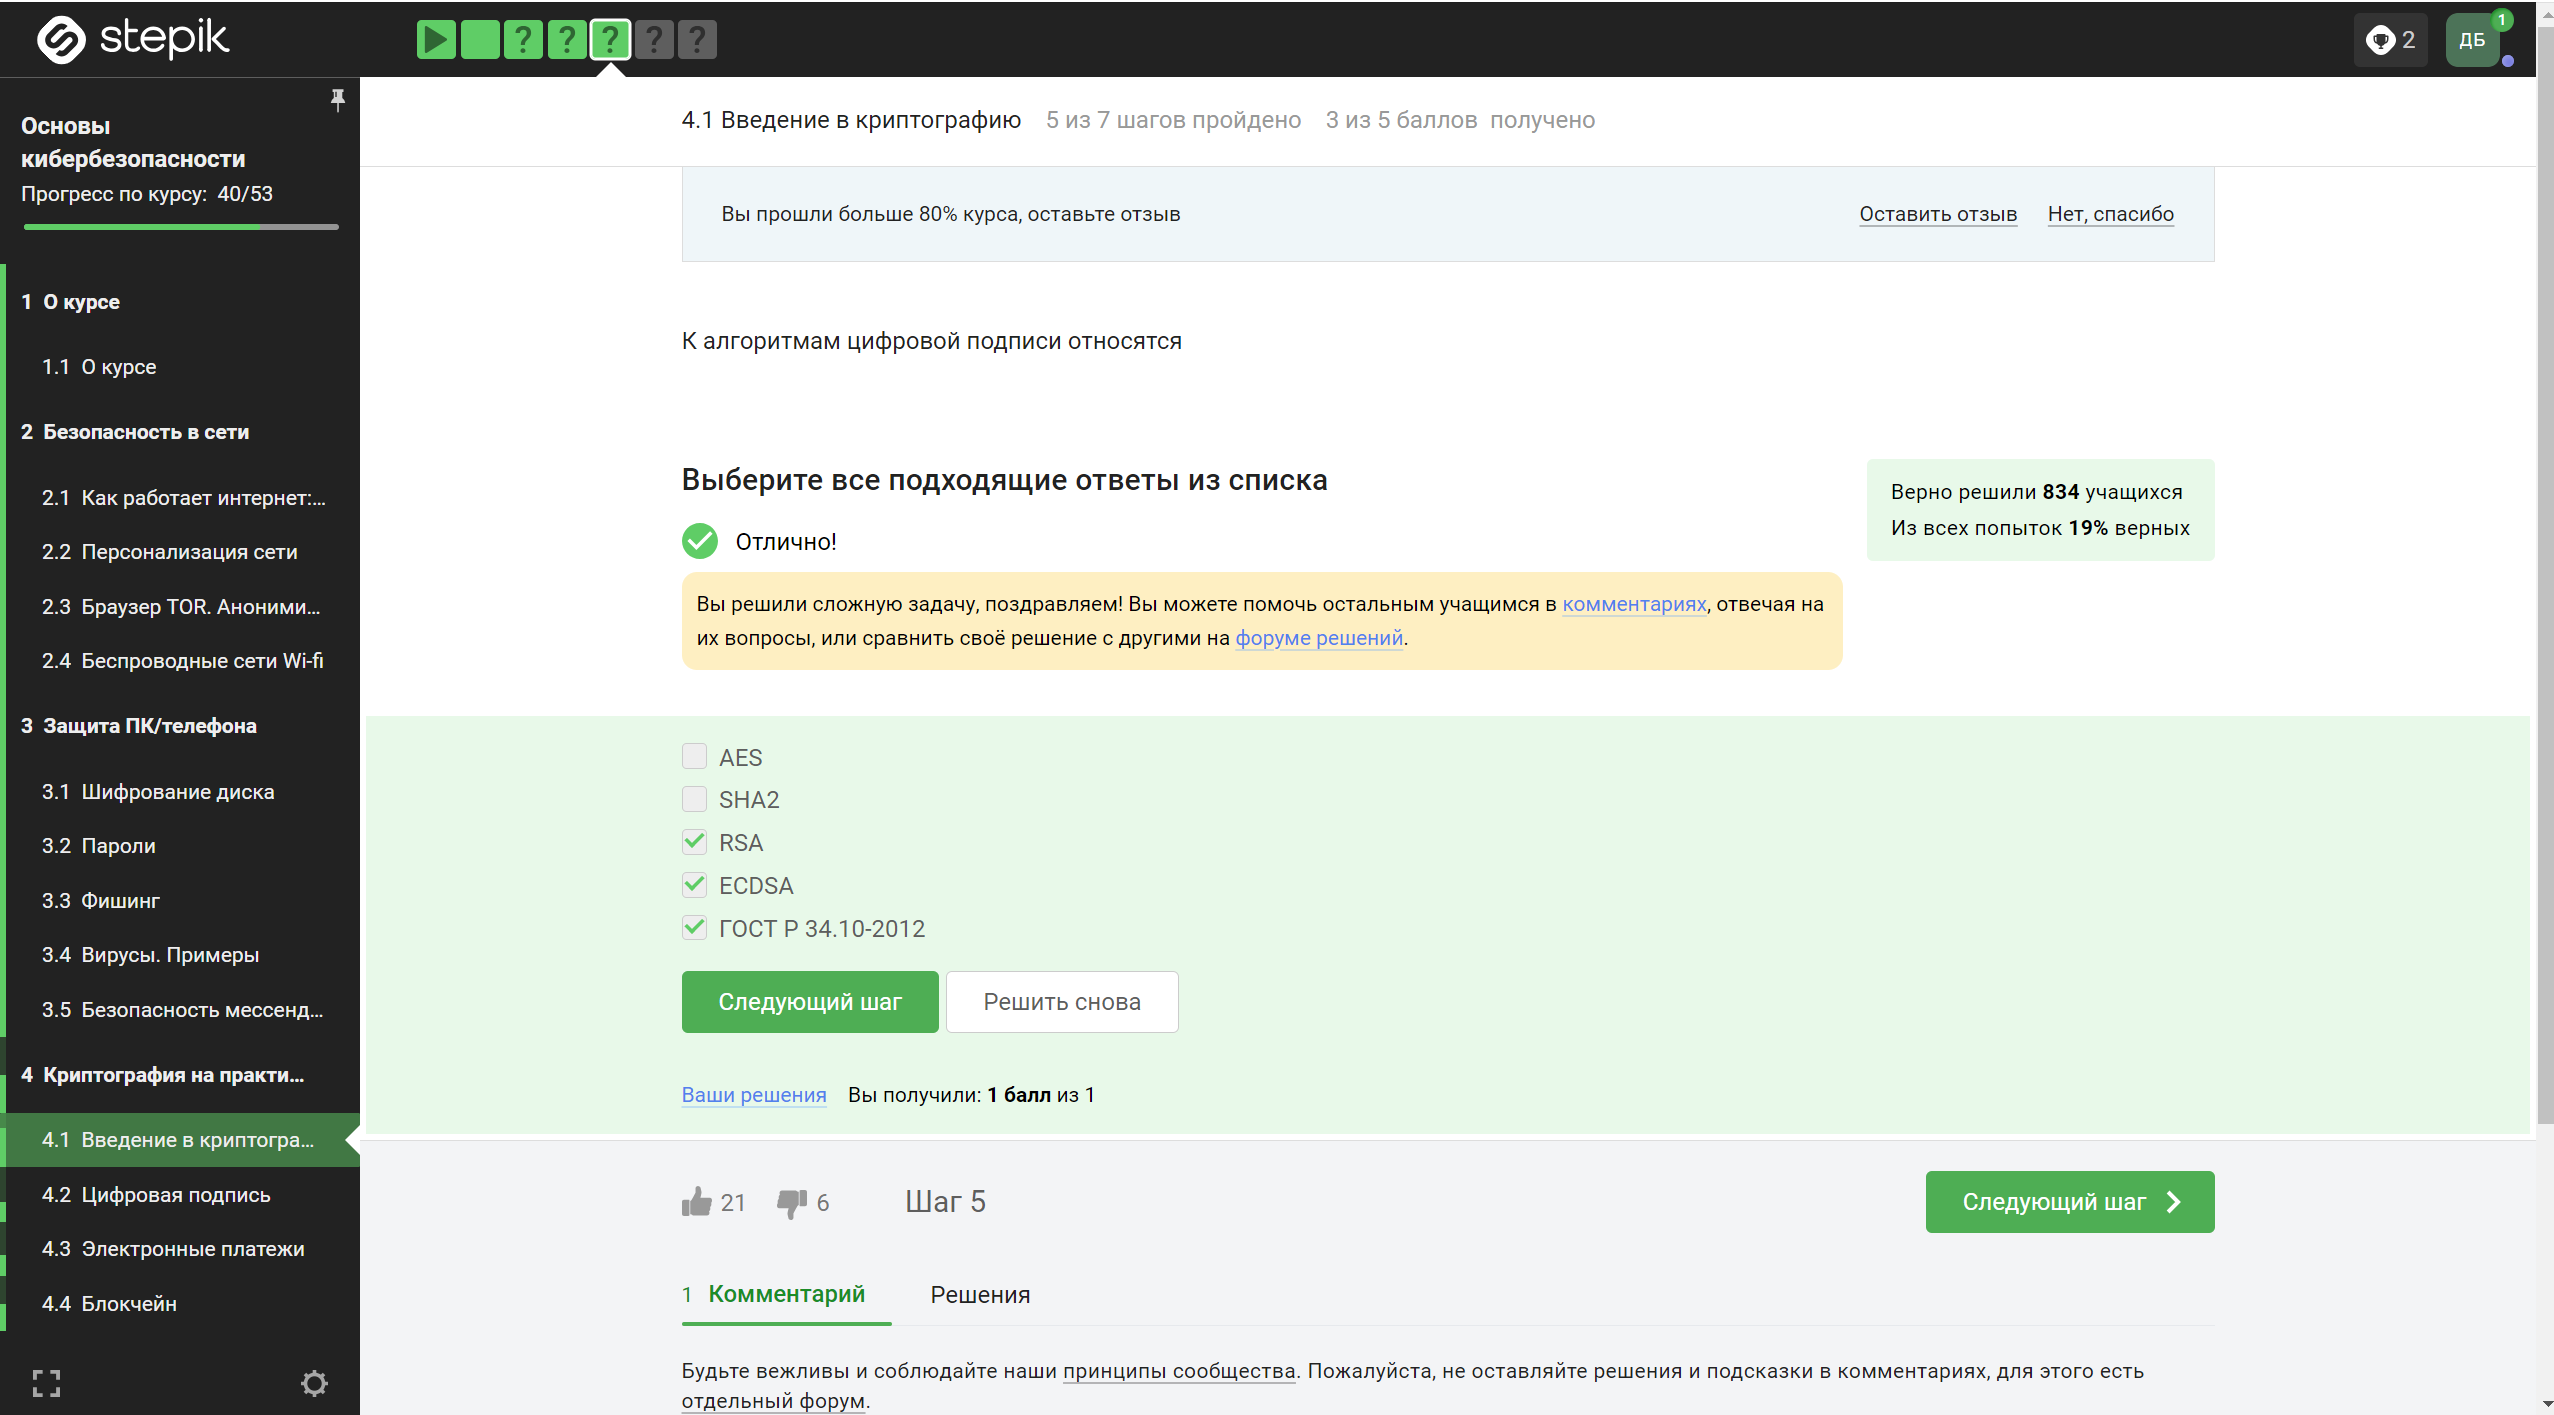 stepik
? ? ? ? ?
2
ДБ
1
Основы
кибербезопасности
Прогресс по курсу: 40/53
1 О курсе
1.1 О курсе
2 Безопасность в сети
2.1 Как работает интернет:...
2.2 Персонализация сети
2.3 Браузер TOR. Аноними...
2.4 Беспроводные сети Wi-fi
3 Защита ПК/телефона
3.1 Шифрование диска
3.2 Пароли
3.3 Фишинг
3.4 Вирусы. Примеры
3.5 Безопасность мессенд...
4 Криптография на практи...
4.1 Введение в криптогра...
4.2 Цифровая подпись
4.3 Электронные платежи
4.4 Блокчейн
4.1 Введение в криптографию 5 из 7 шагов пройдено 3 из 5 баллов получено
Вы прошли больше 80% курса, оставьте отзыв Оставить отзыв Нет, спасибо
К алгоритмам цифровой подписи относятся
Выберите все подходящие ответы из списка
Верно решили 834 учащихся
Из всех попыток 19% верных
Отлично!
Вы решили сложную задачу, поздравляем! Вы можете помочь остальным учащимся в комментариях, отвечая на
их вопросы, или сравнить своё решение с другими на форуме решений.
AES
SHA2
RSA
ECDSA
ГОСТ Р 34.10-2012
Следующий шаг Решить снова
Ваши решения Вы получили: 1 балл из 1
21 6 Шаг 5 Следующий шаг
1 Комментарий Решения
Будьте вежливы и соблюдайте наши принципы сообщества. Пожалуйста, не оставляйте решения и подсказки в комментариях, для этого есть
отдельный форум.